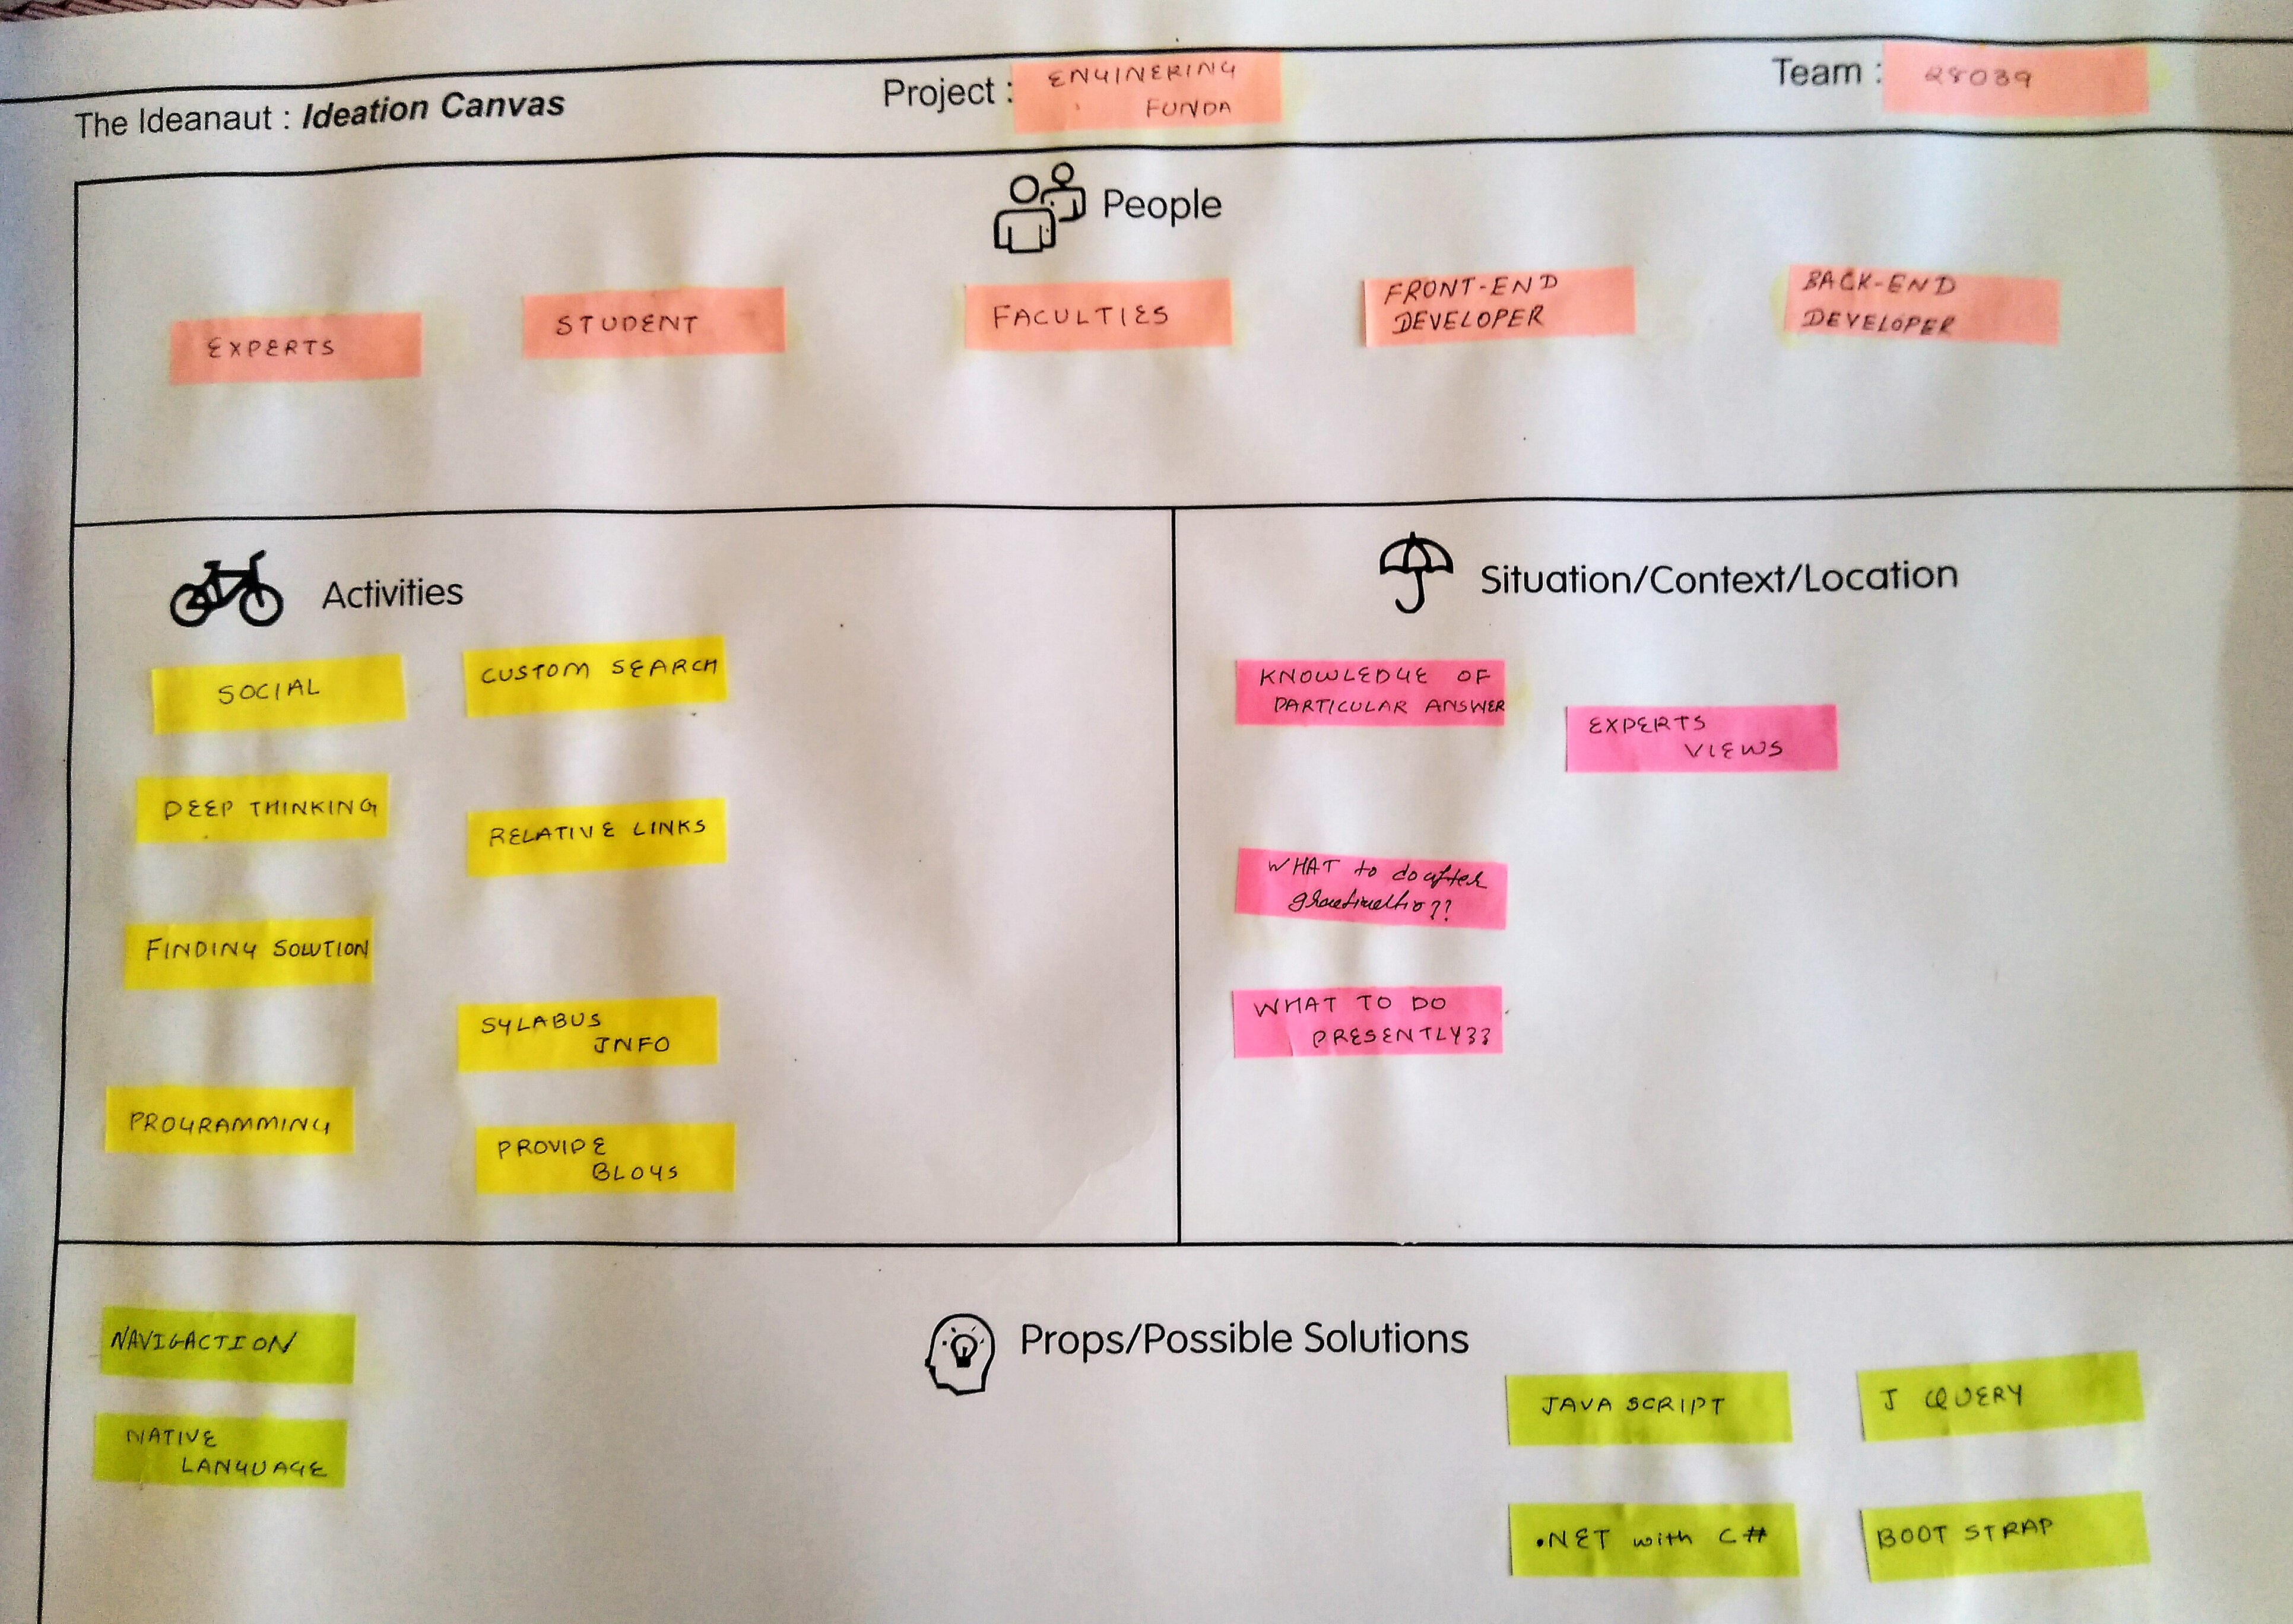 The Ideanaut : Ideation Canvas
Project :
ENGINERING
FUNDA
Team :
28039
People
EXPERTS
STUDENT
FACULTIES
FRONT-END
DEVELOPER
BACK-END
DEVELOPER
Activities
SOCIAL
CUSTOM SEARCH
DEEP THINKING
RELATIVE LINKS
FINDING SOLUTION
SYLABUS
INFO
PROGRAMMING
PROVIDE
BLOGS
Situation/Context/Location
KNOWLEDGE OF
PARTICULAR ANSWER
EXPERTS
VIEWS
WHAT to do after
WHAT TO DO
PRESENTLY??
Props/Possible Solutions
NAVIGACTION
NATIVE
LANGUAGE
JAVA SCRIPT
J QUERY
.NET with C#
BOOT STRAP